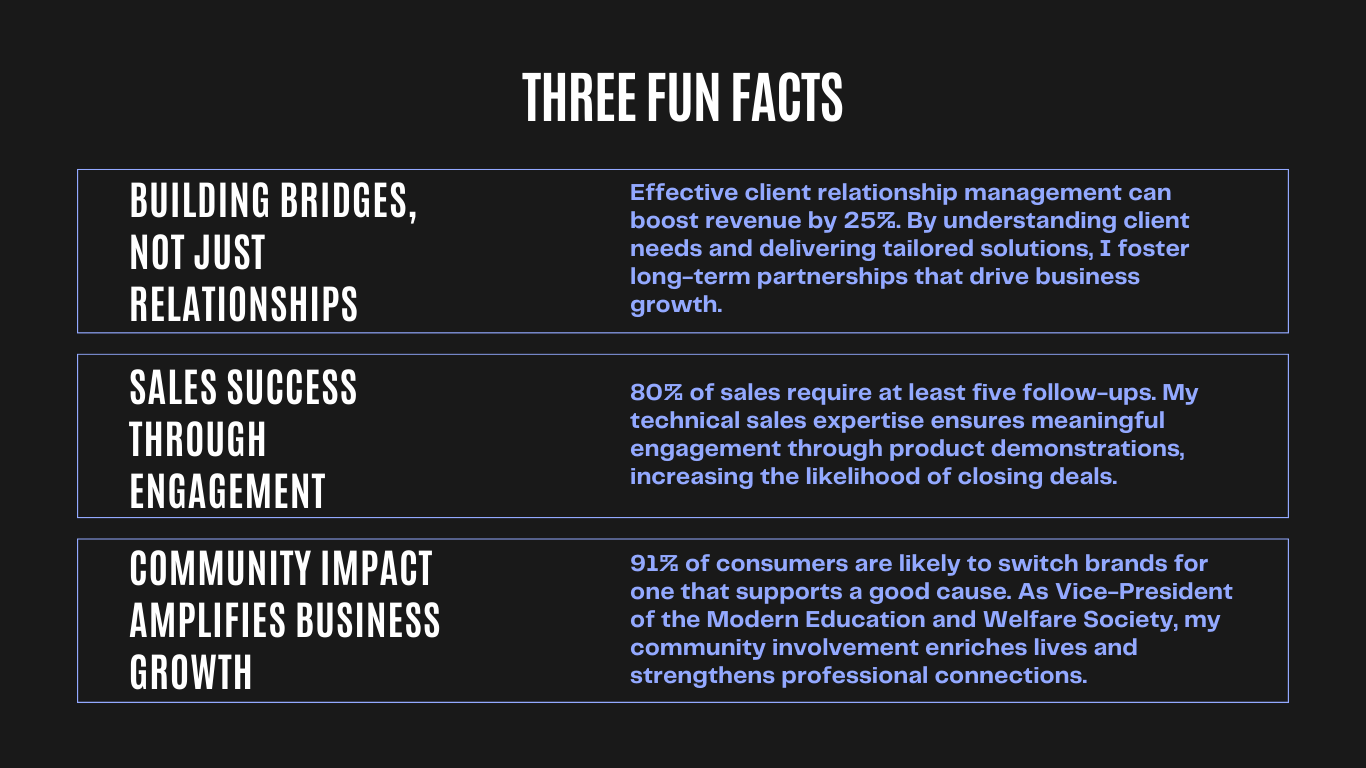 THREE FUN FACTS
BUILDING BRIDGES,
NOT JUST
RELATIONSHIPS
Effective client relationship management can
boost revenue by 25%. By understanding client
needs and delivering tailored solutions, I foster
long-term partnerships that drive business
growth.
SALES SUCCESS
THROUGH
ENGAGEMENT
80% of sales require at least five follow-ups. My
technical sales expertise ensures meaningful
engagement through product demonstrations,
increasing the likelihood of closing deals.
COMMUNITY IMPACT
AMPLIFIES BUSINESS
GROWTH
91% of consumers are likely to switch brands for
one that supports a good cause. As Vice-President
of the Modern Education and Welfare Society, my
community involvement enriches lives and
strengthens professional connections.